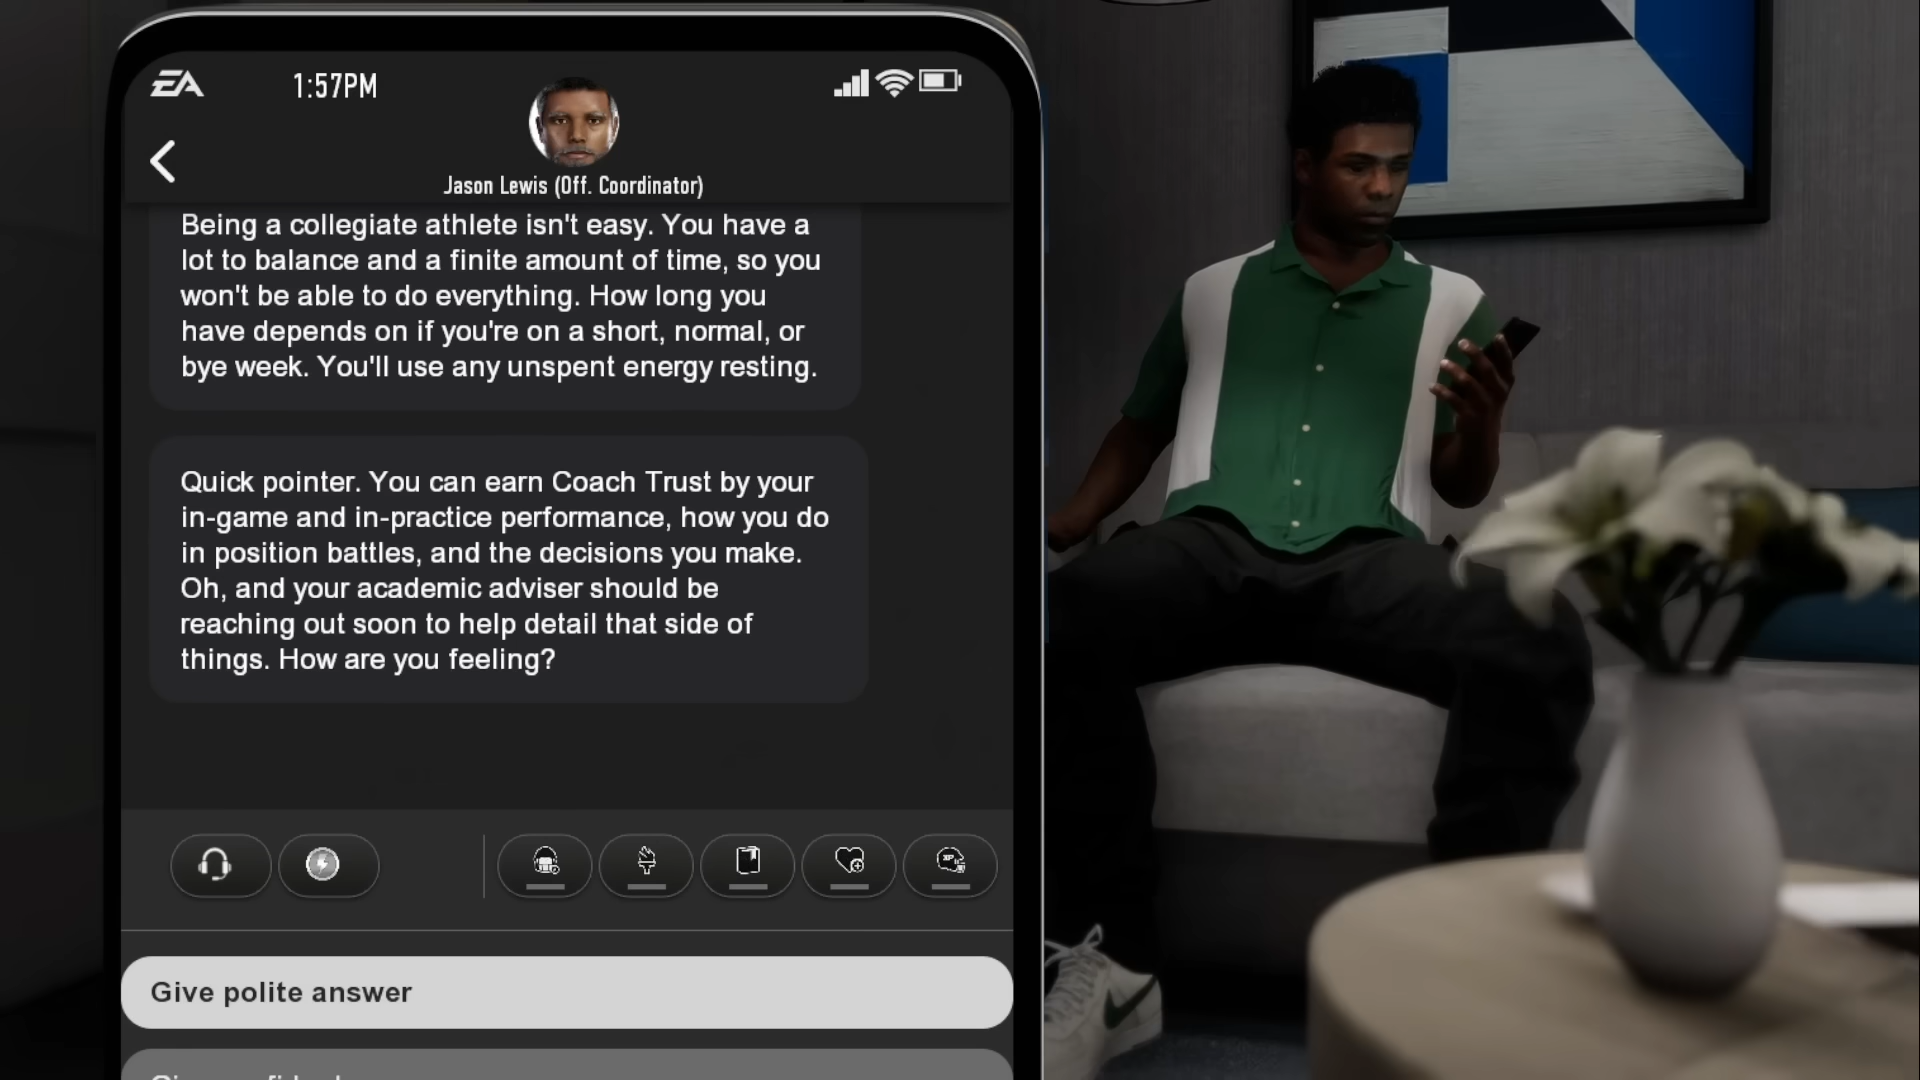 EA
1:57PM
Jason Lewis (Off. Coordinator)
Being a collegiate athlete isn't easy. You have a
lot to balance and a finite amount of time, so you
won't be able to do everything. How long you
have depends on if you're on a short, normal, or
bye week. You'll use any unspent energy resting.
Quick pointer. You can earn Coach Trust by your
in-game and in-practice performance, how you do
in position battles, and the decisions you make.
Oh, and your academic adviser should be
reaching out soon to help detail that side of
things. How are you feeling?
Give polite answer